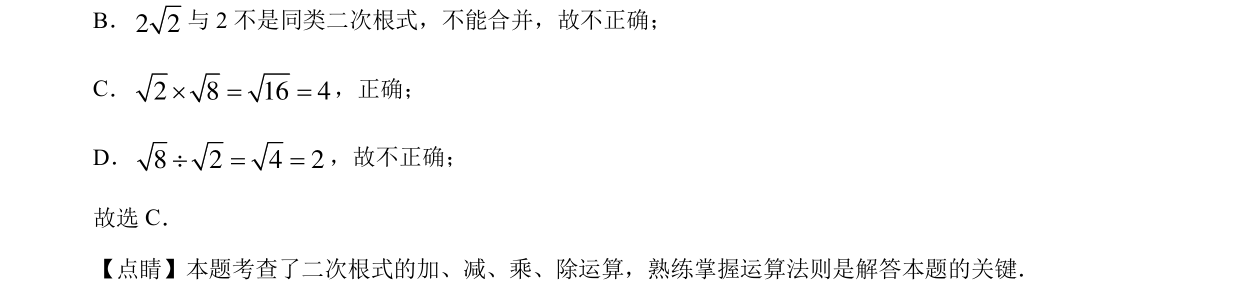 B．2√2 与 2 不是同类二次根式，不能合并，故不正确；
C．√2×√8=√16=4，正确；
D．√8÷√2=√4=2，故不正确；
故选 C．
【点睛】本题考查了二次根式的加、减、乘、除运算，熟练掌握运算法则是解答本题的关键．